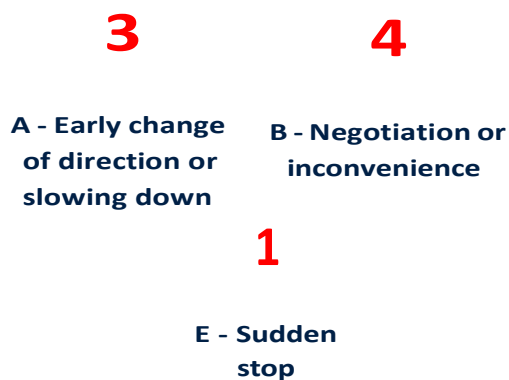 3
4
A - Early change
of direction or
slowing down
B - Negotiation or
inconvenience
1
E - Sudden
stop